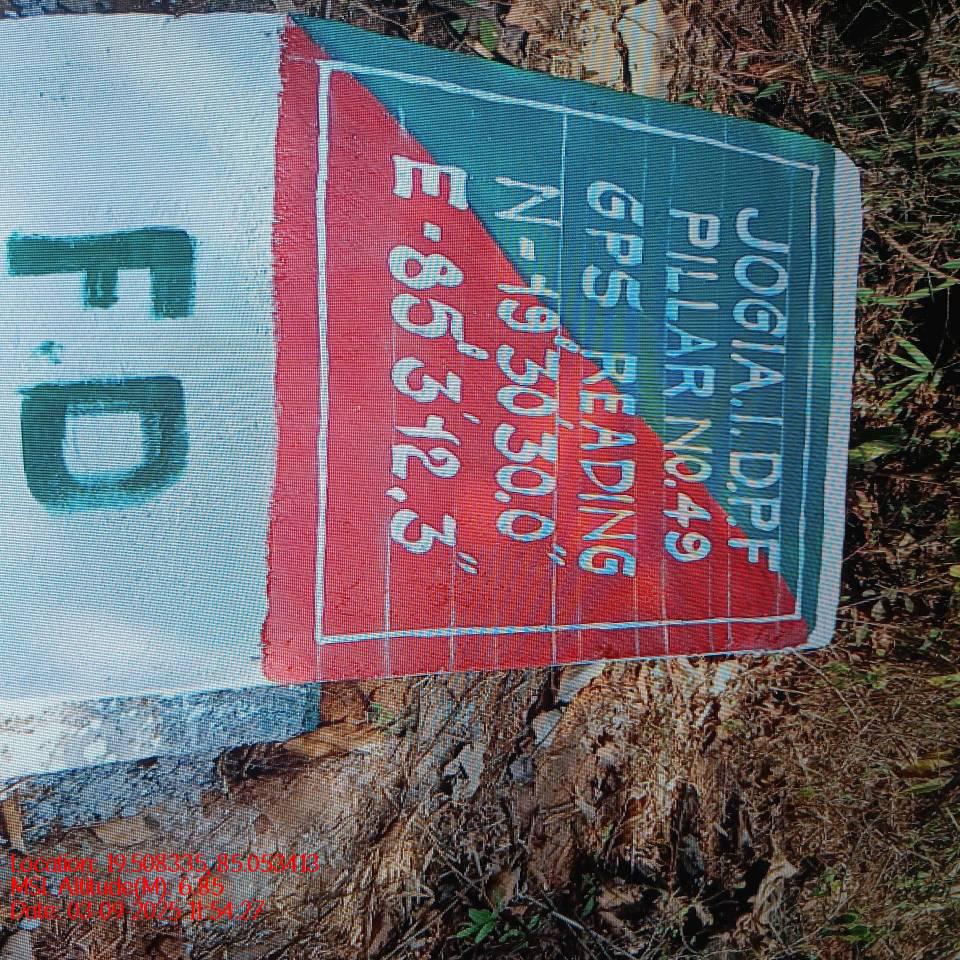 JOGIA.I.D.P.F
PILLAR NO.49
GPS READING
N-19°30'30.0"
E-85°3'12.3"
F.D
Location: 19.508335, 85.053413
MSL Altitude(M): 6.85
Date: 03-09-2025 11:54:27